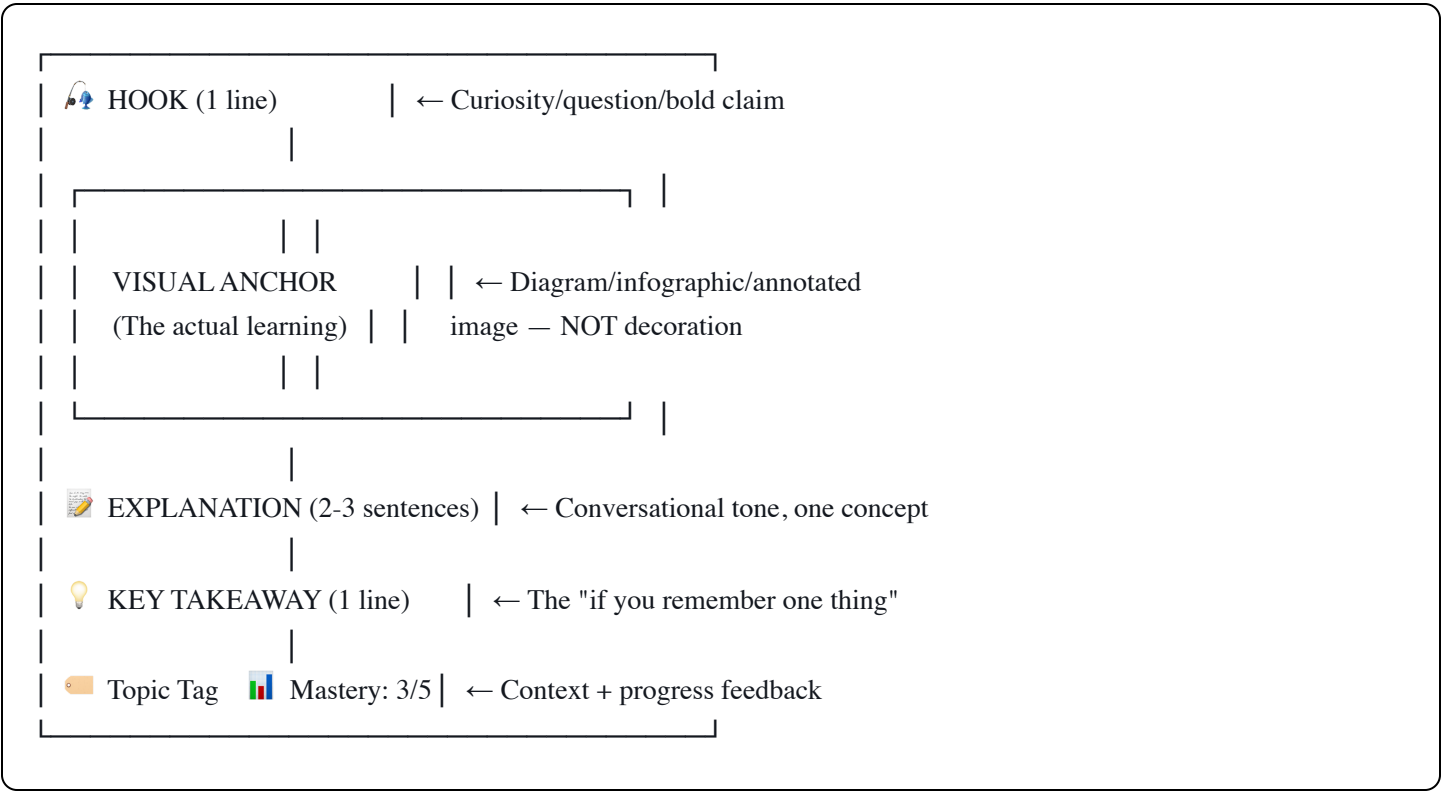 🎣 HOOK (1 line) │ ← Curiosity/question/bold claim
VISUAL ANCHOR │ │ ← Diagram/infographic/annotated
(The actual learning) │ │ image — NOT decoration
📝 EXPLANATION (2-3 sentences) │ ← Conversational tone, one concept
💡 KEY TAKEAWAY (1 line) │ ← The "if you remember one thing"
🏷️ Topic Tag 📊 Mastery: 3/5 │ ← Context + progress feedback